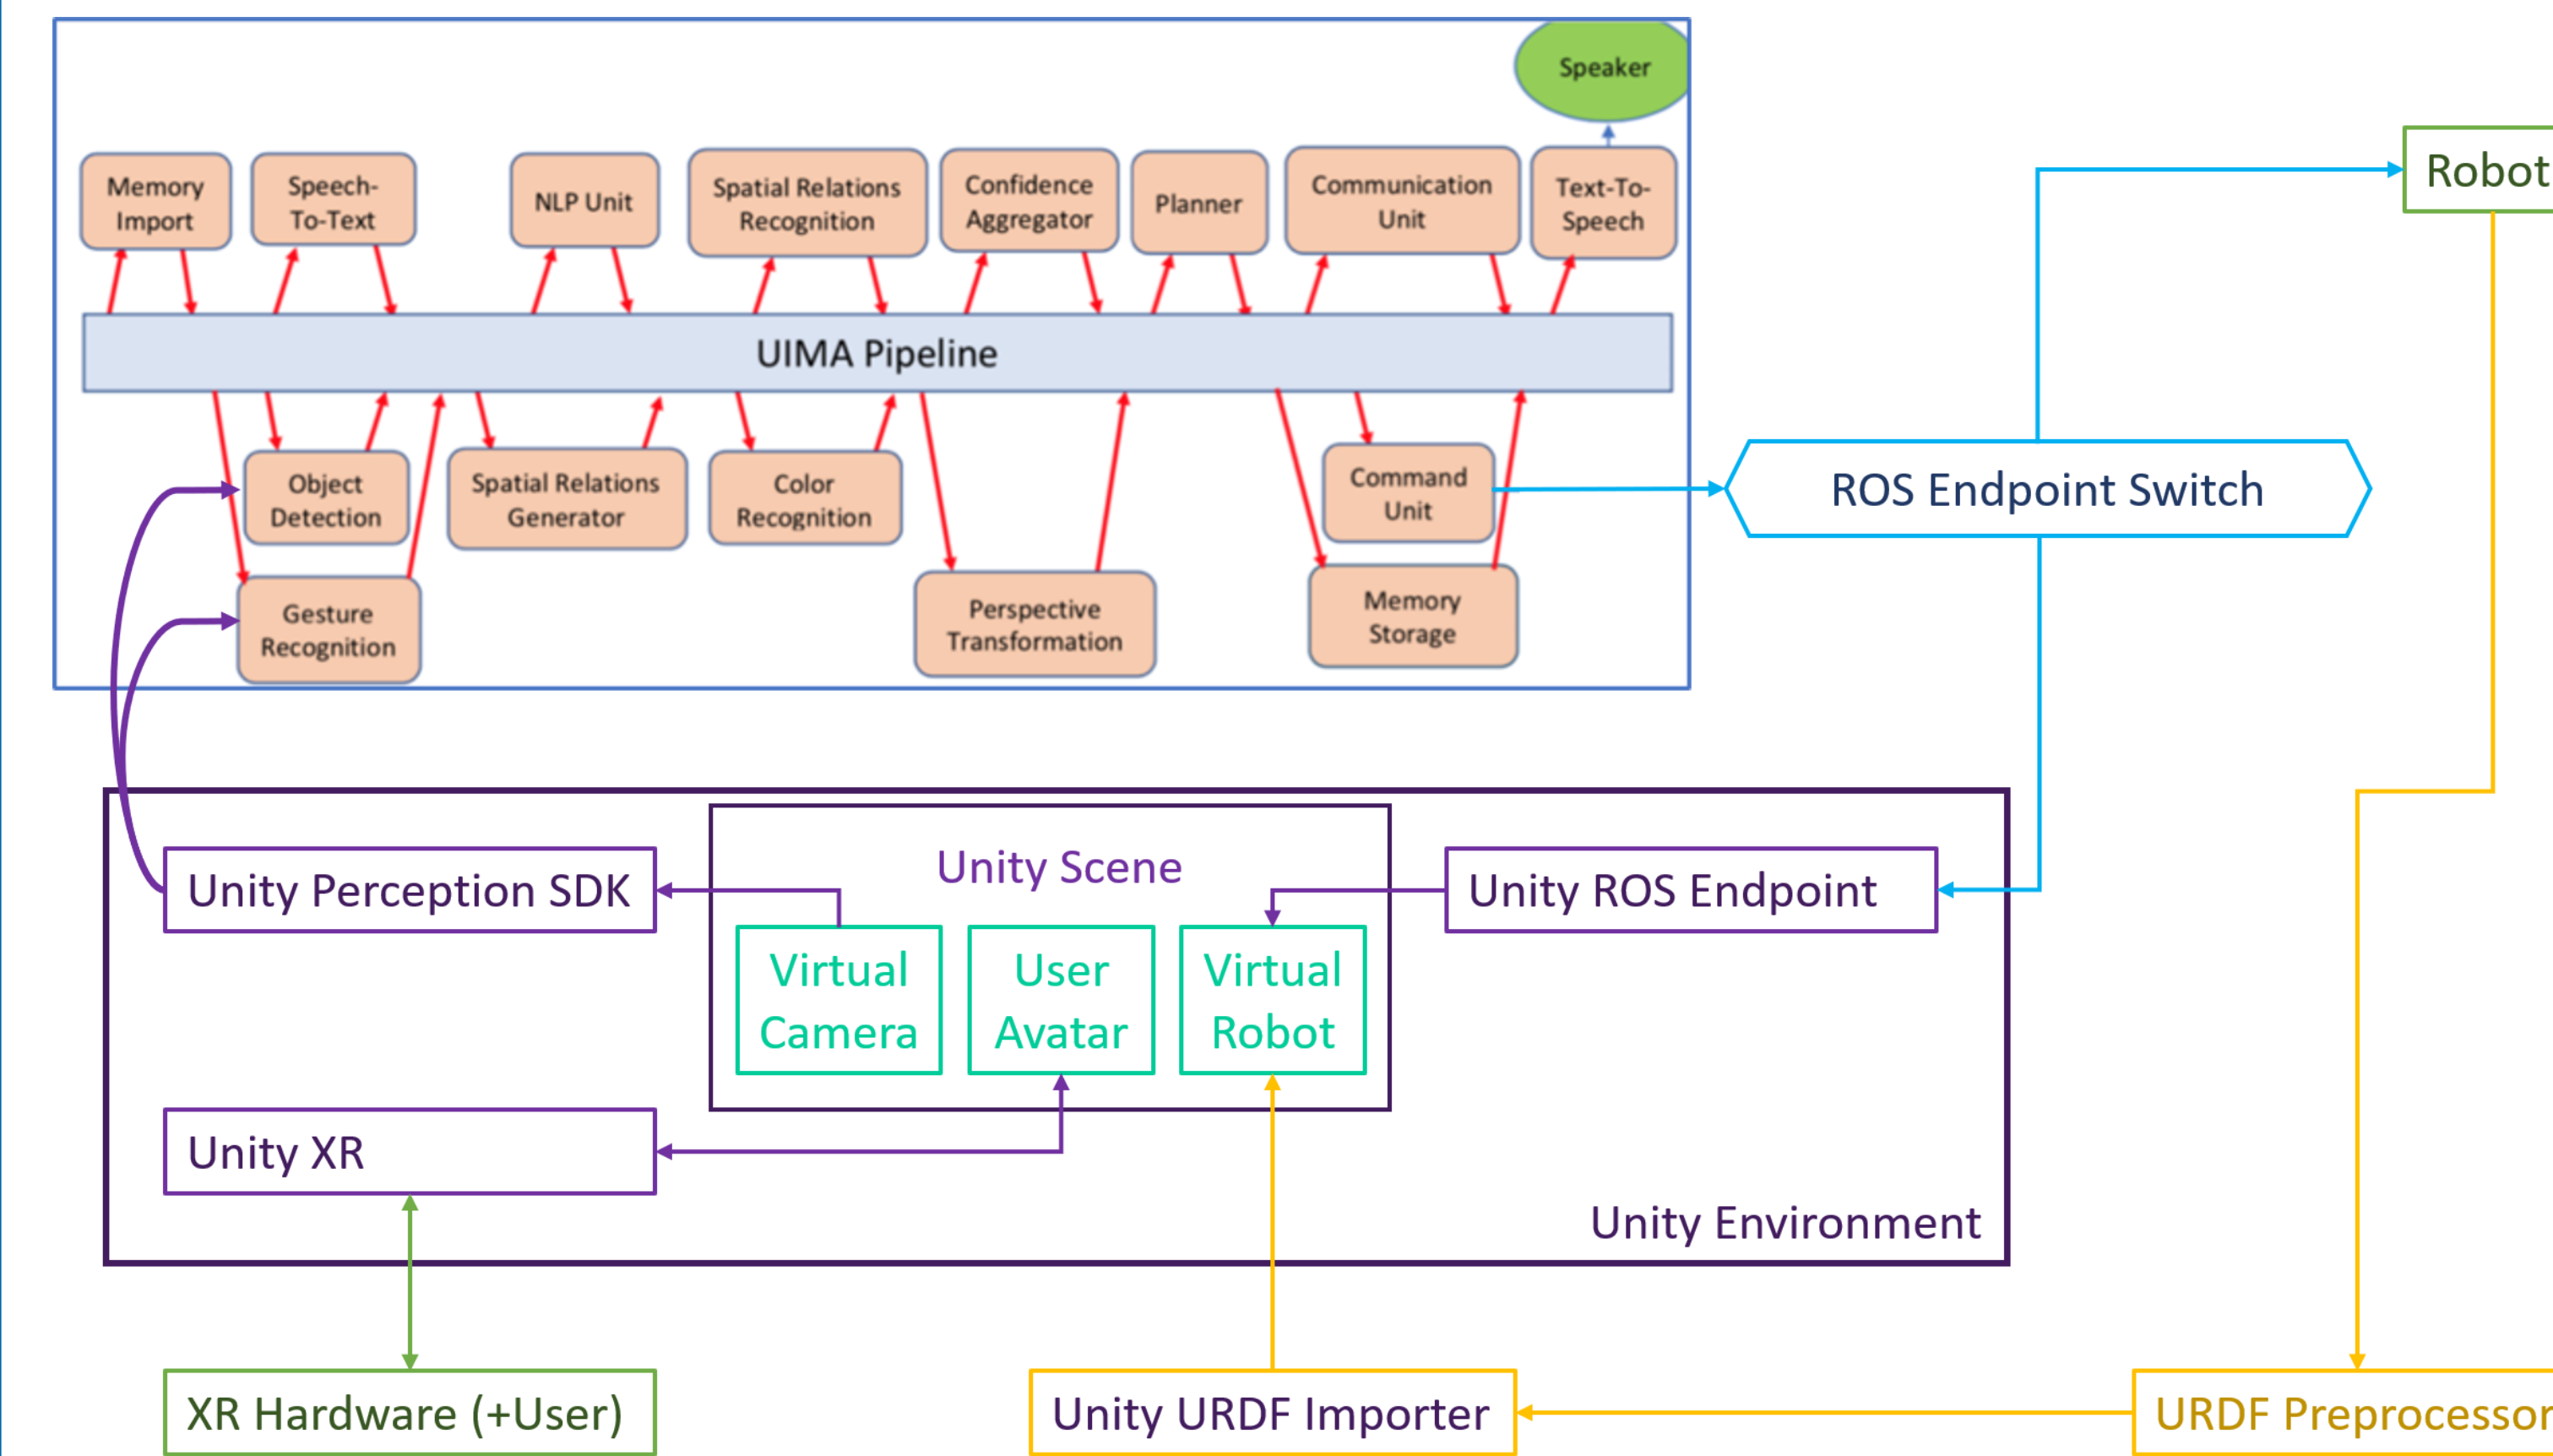 Speaker
Memory
Import
Speech-
To-Text
NLP Unit
Spatial Relations
Recognition
Confidence
Aggregator
Planner
Communication
Unit
Text-To-
Speech
Robot
UIMA Pipeline
Object
Detection
Spatial Relations
Generator
Color
Recognition
Command
Unit
ROS Endpoint Switch
Gesture
Recognition
Perspective
Transformation
Memory
Storage
Unity Perception SDK
Unity Scene
Unity ROS Endpoint
Virtual
Camera
User
Avatar
Virtual
Robot
Unity XR
Unity Environment
XR Hardware (+User)
Unity URDF Importer
URDF Preprocessor